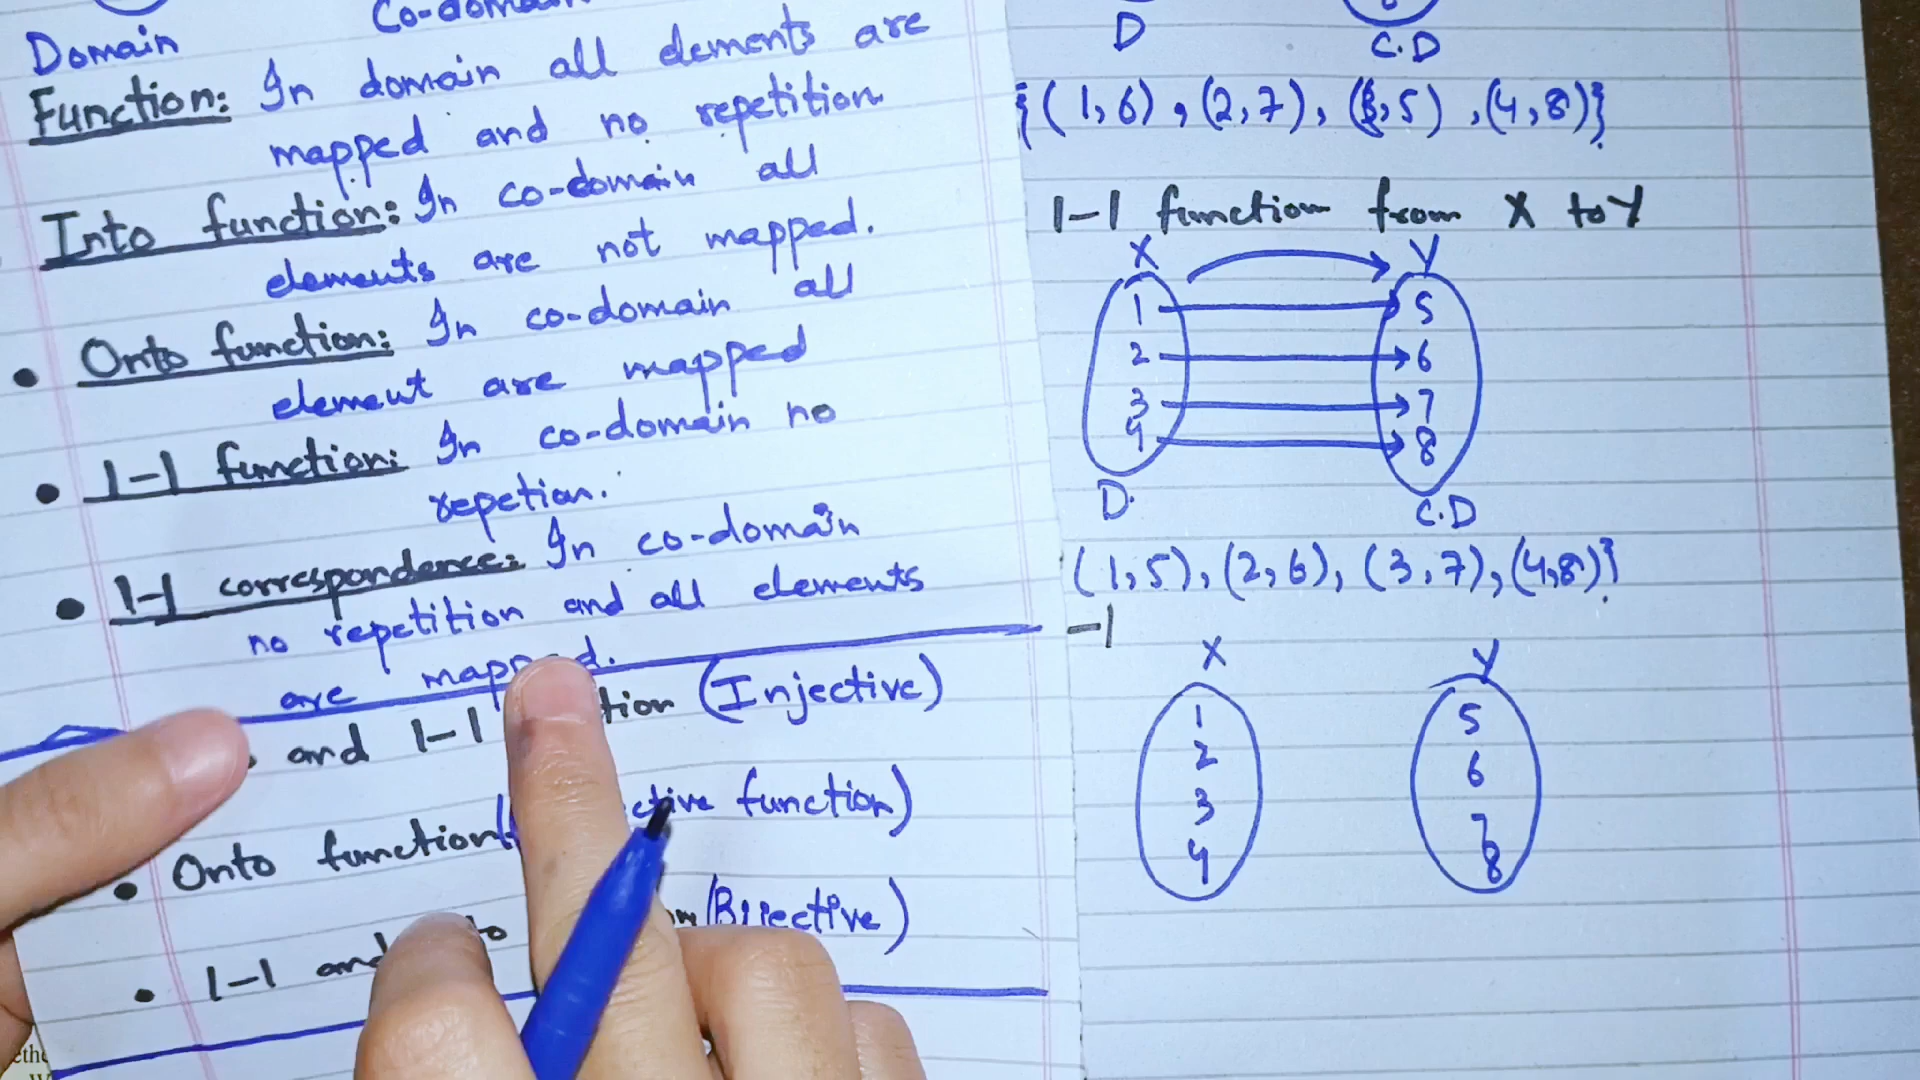 Domain
Co-domain
Function: In domain all elements are
mapped and no repetition
Into function: In co-domain all
elements are not mapped.
• Onto function: In co-domain all
element are mapped
• 1-1 function: In co-domain no
repetion.
• 1-1 correspondence: In co-domain
no repetition and all elements
are mapped.
and 1-1 (Injective)
• Onto function( function)
• 1-1 and (Bijective)
D
C.D
{(1,6), (2,7), ( ,5), (4,8)}
1-1 function from X to Y
X Y
1 5
2 6
3 7
4 8
D. C.D
(1,5), (2,6), (3,7), (4,8)}
-1
X Y
1 5
2 6
3 7
4 8